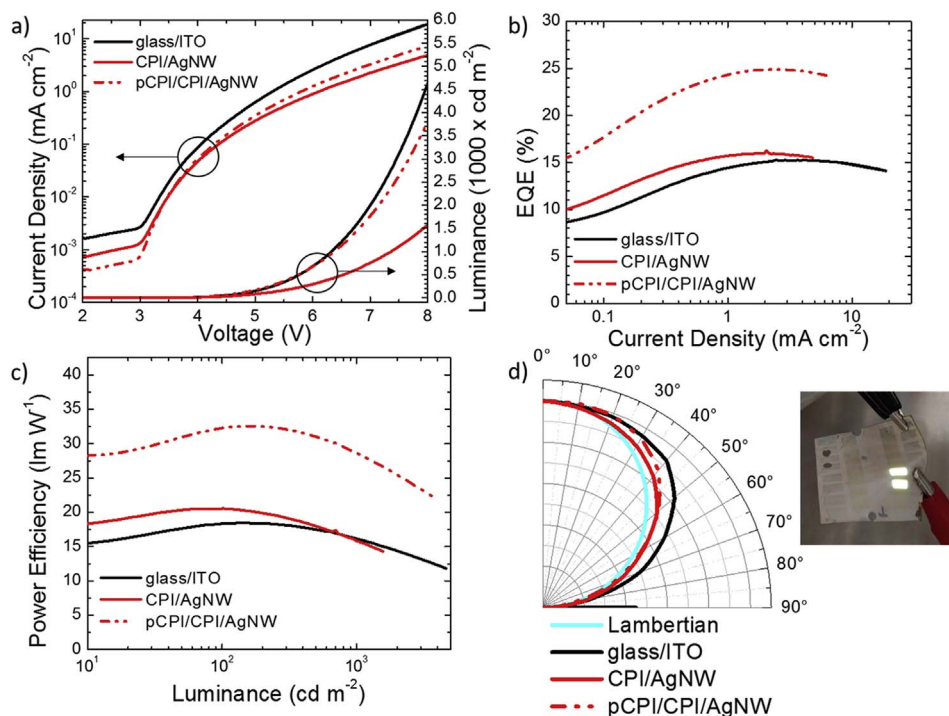 a)
Current Density (mA cm⁻²)
10¹
10⁰
10⁻¹
10⁻²
10⁻³
10⁻⁴
glass/ITO
CPI/AgNW
pCPI/CPI/AgNW
2 3 4 5 6 7 8
Voltage (V)
6.0
5.5
5.0
4.5
4.0
3.5
3.0
2.5
2.0
1.5
1.0
0.5
0.0
Luminance (1000 x cd m⁻²)
b)
EQE (%)
30
25
20
15
10
5
0
glass/ITO
CPI/AgNW
pCPI/CPI/AgNW
0.1 1 10
Current Density (mA cm⁻²)
c)
Power Efficiency (lm W⁻¹)
40
35
30
25
20
15
10
5
0
glass/ITO
CPI/AgNW
pCPI/CPI/AgNW
10¹ 10² 10³
Luminance (cd m⁻²)
d)
0°
10°
20°
30°
40°
50°
60°
70°
80°
90°
Lambertian
glass/ITO
CPI/AgNW
pCPI/CPI/AgNW